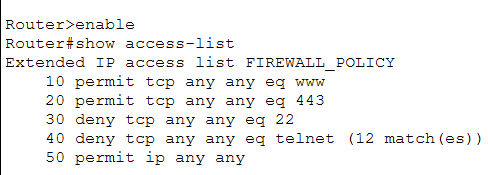 Router>enable
Router#show access-list
Extended IP access list FIREWALL_POLICY
    10 permit tcp any any eq www
    20 permit tcp any any eq 443
    30 deny tcp any any eq 22
    40 deny tcp any any eq telnet (12 match(es))
    50 permit ip any any